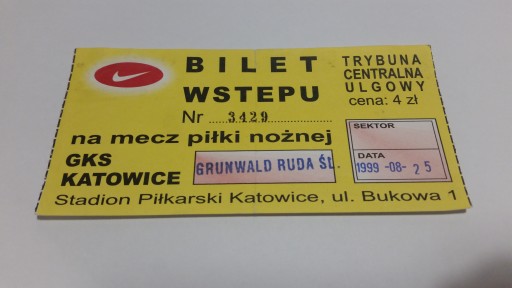 BILET
WSTEPU
Nr ....3429....................
na mecz piłki nożnej
GKS
KATOWICE
GRUNWALD RUDA ŚL.
TRYBUNA
CENTRALNA
ULGOWY
cena: 4 zł
SEKTOR
DATA
1999 -08- 25
Stadion Piłkarski Katowice, ul. Bukowa 1